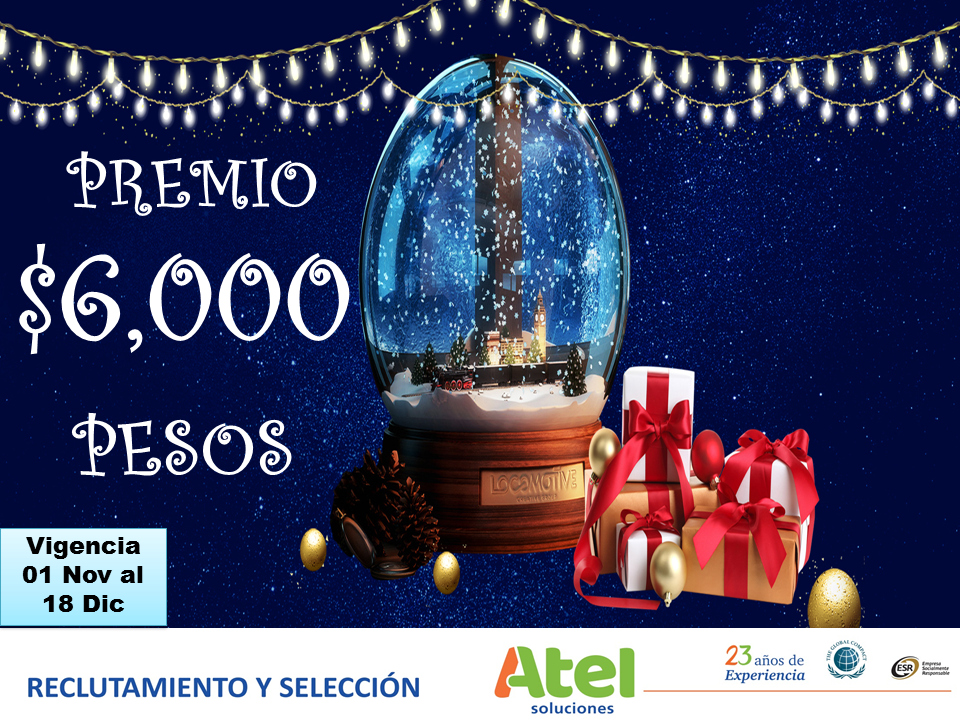 PREMIO
$6,000
PESOS
LOCOMOTIVE
Vigencia
01 Nov al
18 Dic
RECLUTAMIENTO Y SELECCIÓN
Atel
soluciones
23 años de
Experiencia
THE GLOBAL COMPACT
ESR
Empresa
Socialmente
Responsable